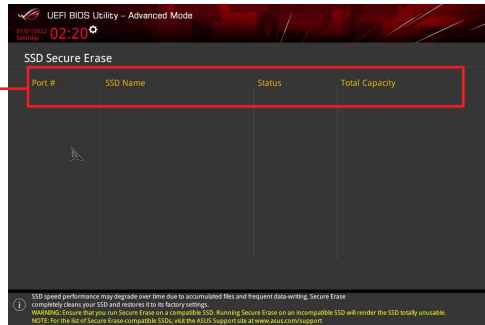 UEFI BIOS Utility – Advanced Mode
01/01/2022
Saturday
02:20
SSD Secure Erase
Port # SSD Name Status Total Capacity
SSD speed performance may degrade over time due to accumulated files and frequent data-writing. Secure Erase
completely cleans your SSD and restores it to its factory settings.
WARNING: Ensure that you run Secure Erase on a compatible SSD. Running Secure Erase on an incompatible SSD will render the SSD totally unusable.
NOTE: For the list of Secure Erase-compatible SSDs, visit the ASUS Support site at www.asus.com/support